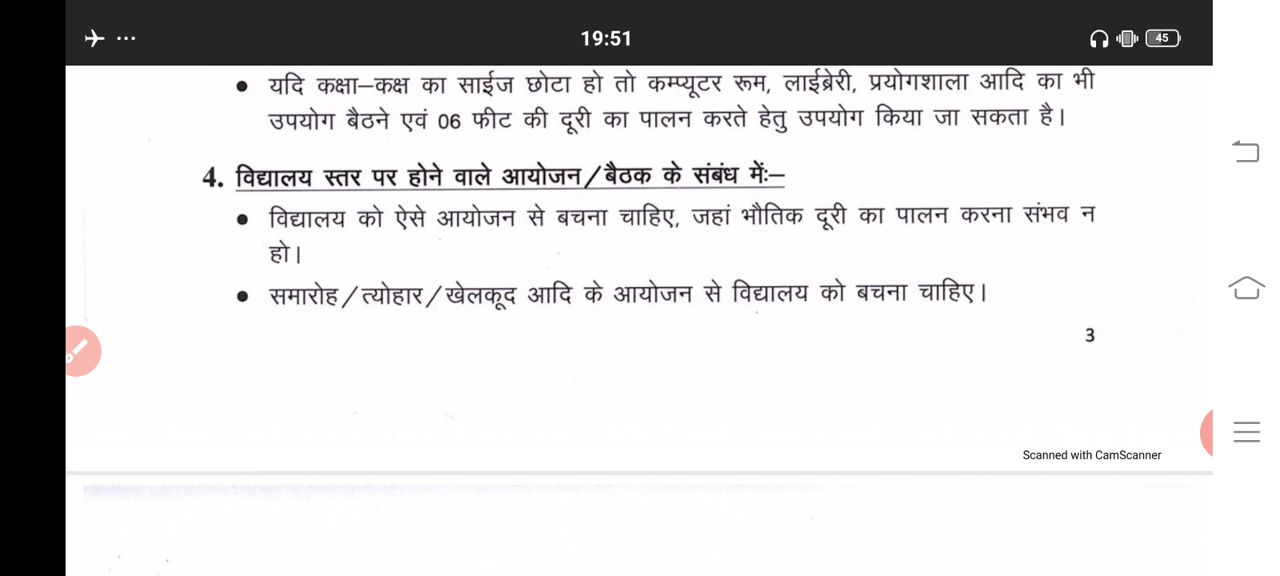 19:51
45
• यदि कक्षा–कक्ष का साईज छोटा हो तो कम्प्यूटर रूम, लाईब्रेरी, प्रयोगशाला आदि का भी
उपयोग बैठने एवं 06 फीट की दूरी का पालन करते हेतु उपयोग किया जा सकता है।
4. विद्यालय स्तर पर होने वाले आयोजन/बैठक के संबंध मेंः–
• विद्यालय को ऐसे आयोजन से बचना चाहिए, जहां भौतिक दूरी का पालन करना संभव न
हो।
• समारोह/त्योहार/खेलकूद आदि के आयोजन से विद्यालय को बचना चाहिए।
3
Scanned with CamScanner